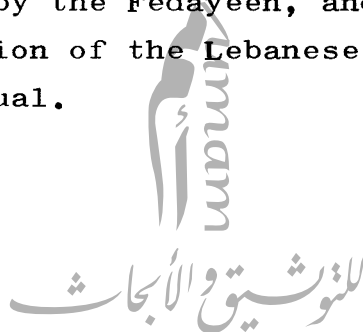 by the Fedayeen, and
ion of the Lebanese
ual.
أ
umam
للتوثيق والأبحاث